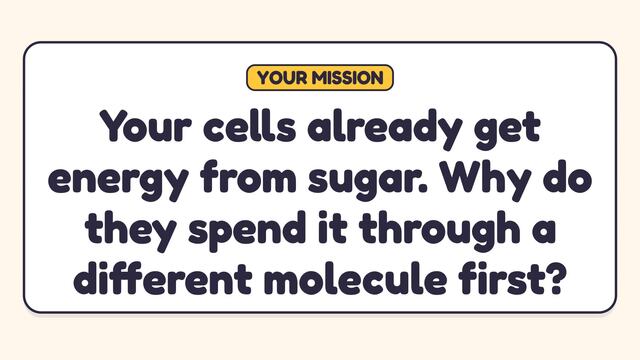 YOUR MISSION
Your cells already get
energy from sugar. Why do
they spend it through a
different molecule first?